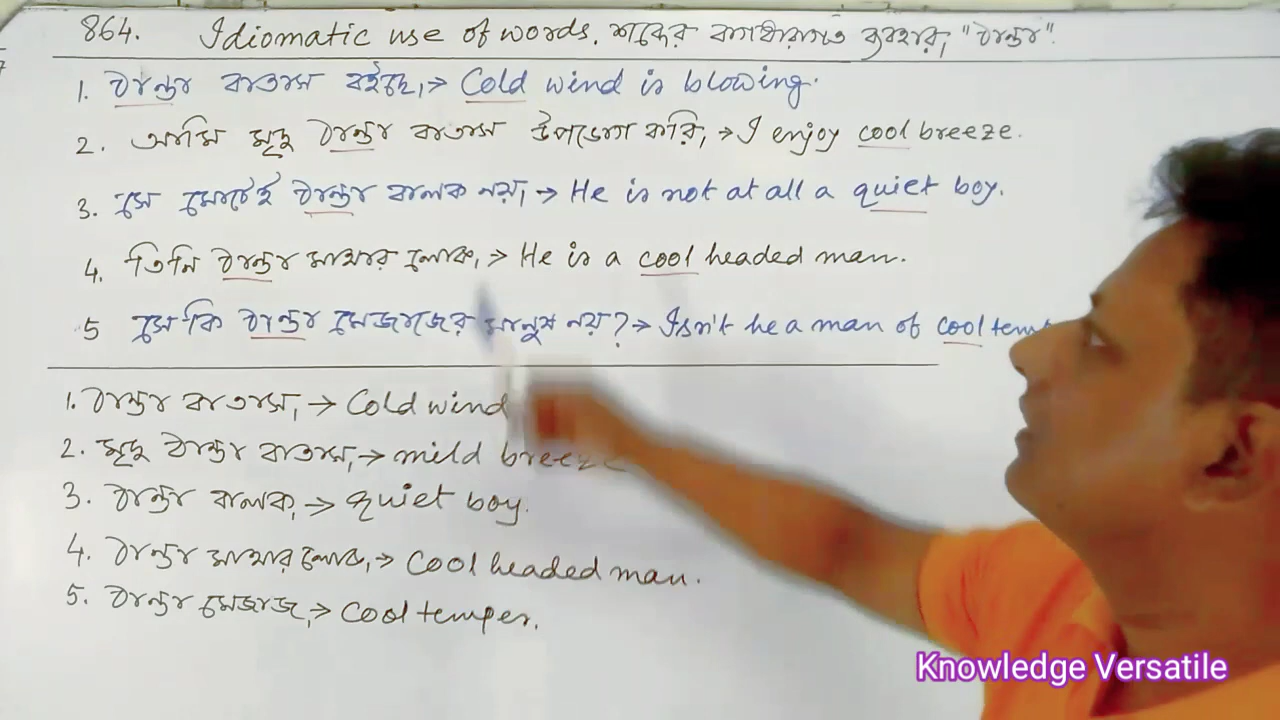 864. Idiomatic use of words. শব্দের বাগধারাগত ব্যবহার, "ঠান্ডা".
1. ঠান্ডা বাতাস বইছে, → Cold wind is blowing.
2. আমি মৃদু ঠান্ডা বাতাস উপভোগ করি, → I enjoy cool breeze.
3. সে মোটেই ঠান্ডা বালক নয়, → He is not at all a quiet boy.
4. তিনি ঠান্ডা মাথার লোক, → He is a cool headed man.
5 সে কি ঠান্ডা মেজাজের মানুষ নয়? → Isn't he a man of cool
1. ঠান্ডা বাতাস, → Cold wind
2. মৃদু ঠান্ডা বাতাস, → mild breeze
3. ঠান্ডা বালক, → quiet boy.
4. ঠান্ডা মাথার লোক, → Cool headed man.
5. ঠান্ডা মেজাজ, → Cool temper.
Knowledge Versatile